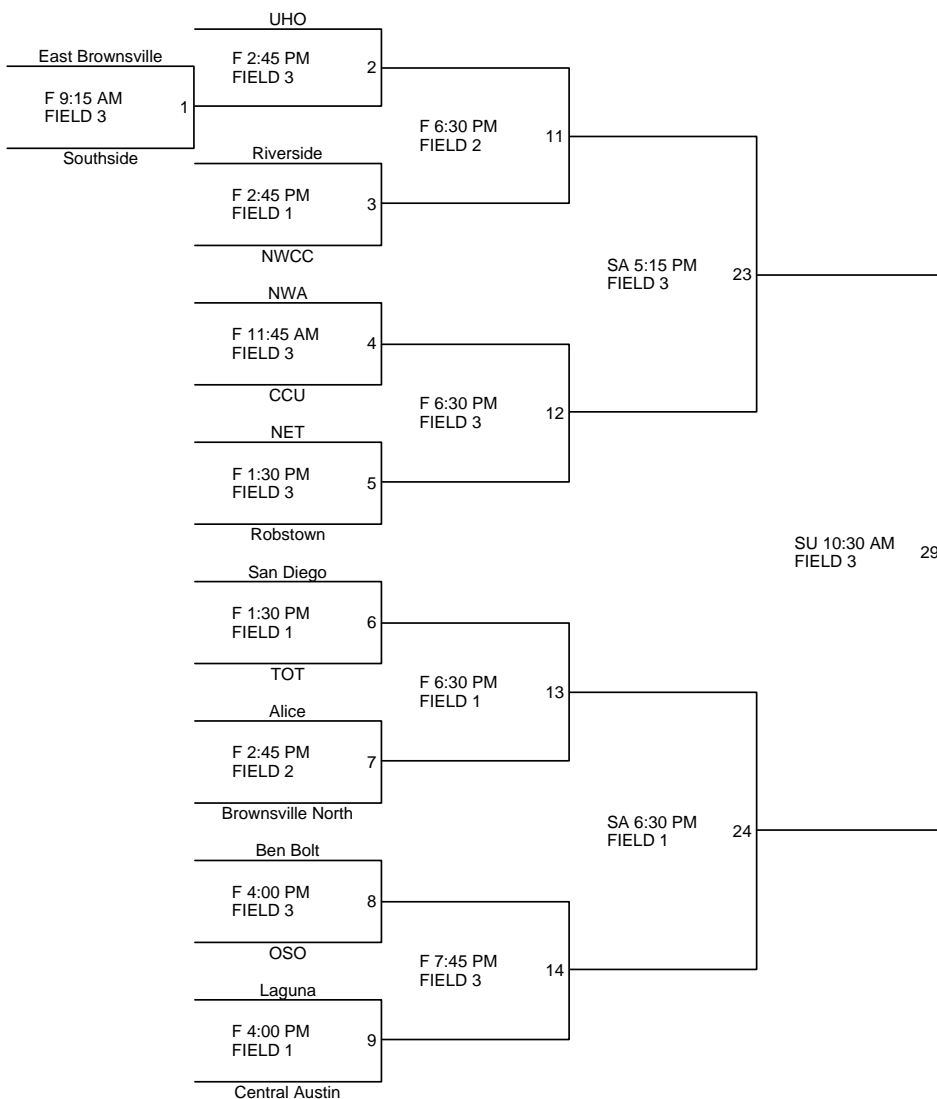 UHO
F 2:45 PM
FIELD 3
2
East Brownsville
F 9:15 AM
FIELD 3
1
Southside
F 6:30 PM
FIELD 2
11
Riverside
F 2:45 PM
FIELD 1
3
NWCC
SA 5:15 PM
FIELD 3
23
NWA
F 11:45 AM
FIELD 3
4
CCU
F 6:30 PM
FIELD 3
12
NET
F 1:30 PM
FIELD 3
5
Robstown
SU 10:30 AM
FIELD 3
29
San Diego
F 1:30 PM
FIELD 1
6
TOT
F 6:30 PM
FIELD 1
13
Alice
F 2:45 PM
FIELD 2
7
Brownsville North
SA 6:30 PM
FIELD 1
24
Ben Bolt
F 4:00 PM
FIELD 3
8
OSO
F 7:45 PM
FIELD 3
14
Laguna
F 4:00 PM
FIELD 1
9
Central Austin